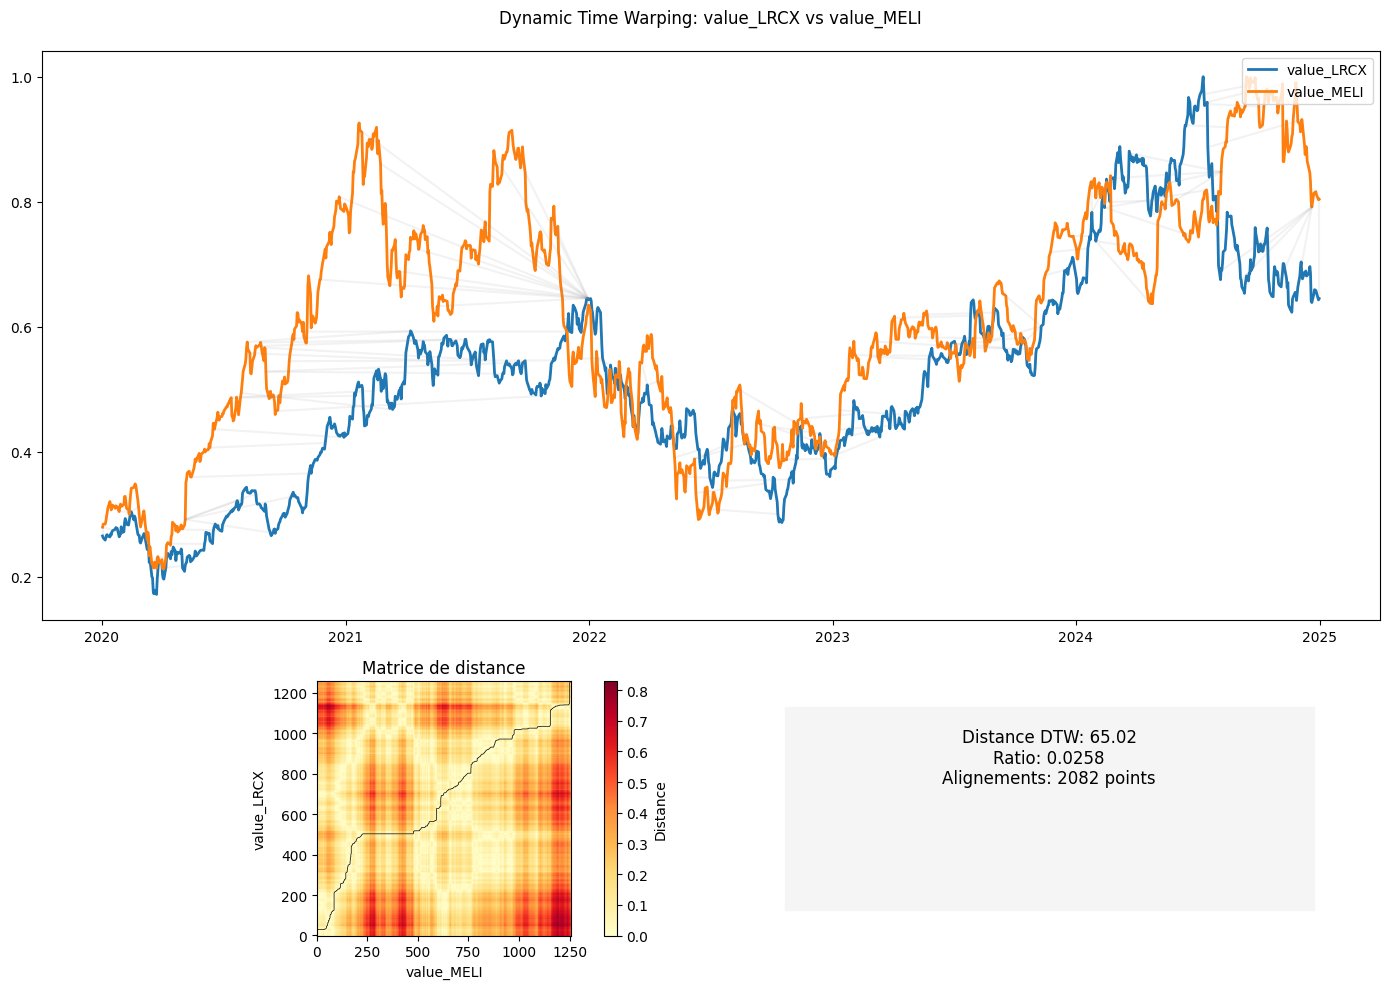 Dynamic Time Warping: value_LRCX vs value_MELI
value_LRCX
value_MELI
1.0
0.8
0.6
0.4
0.2
2020 2021 2022 2023 2024 2025
Matrice de distance
value_LRCX
1200
1000
800
600
400
200
0
0 250 500 750 1000 1250
value_MELI
0.8
0.7
0.6
0.5
0.4
0.3
0.2
0.1
0.0
Distance
Distance DTW: 65.02
Ratio: 0.0258
Alignements: 2082 points